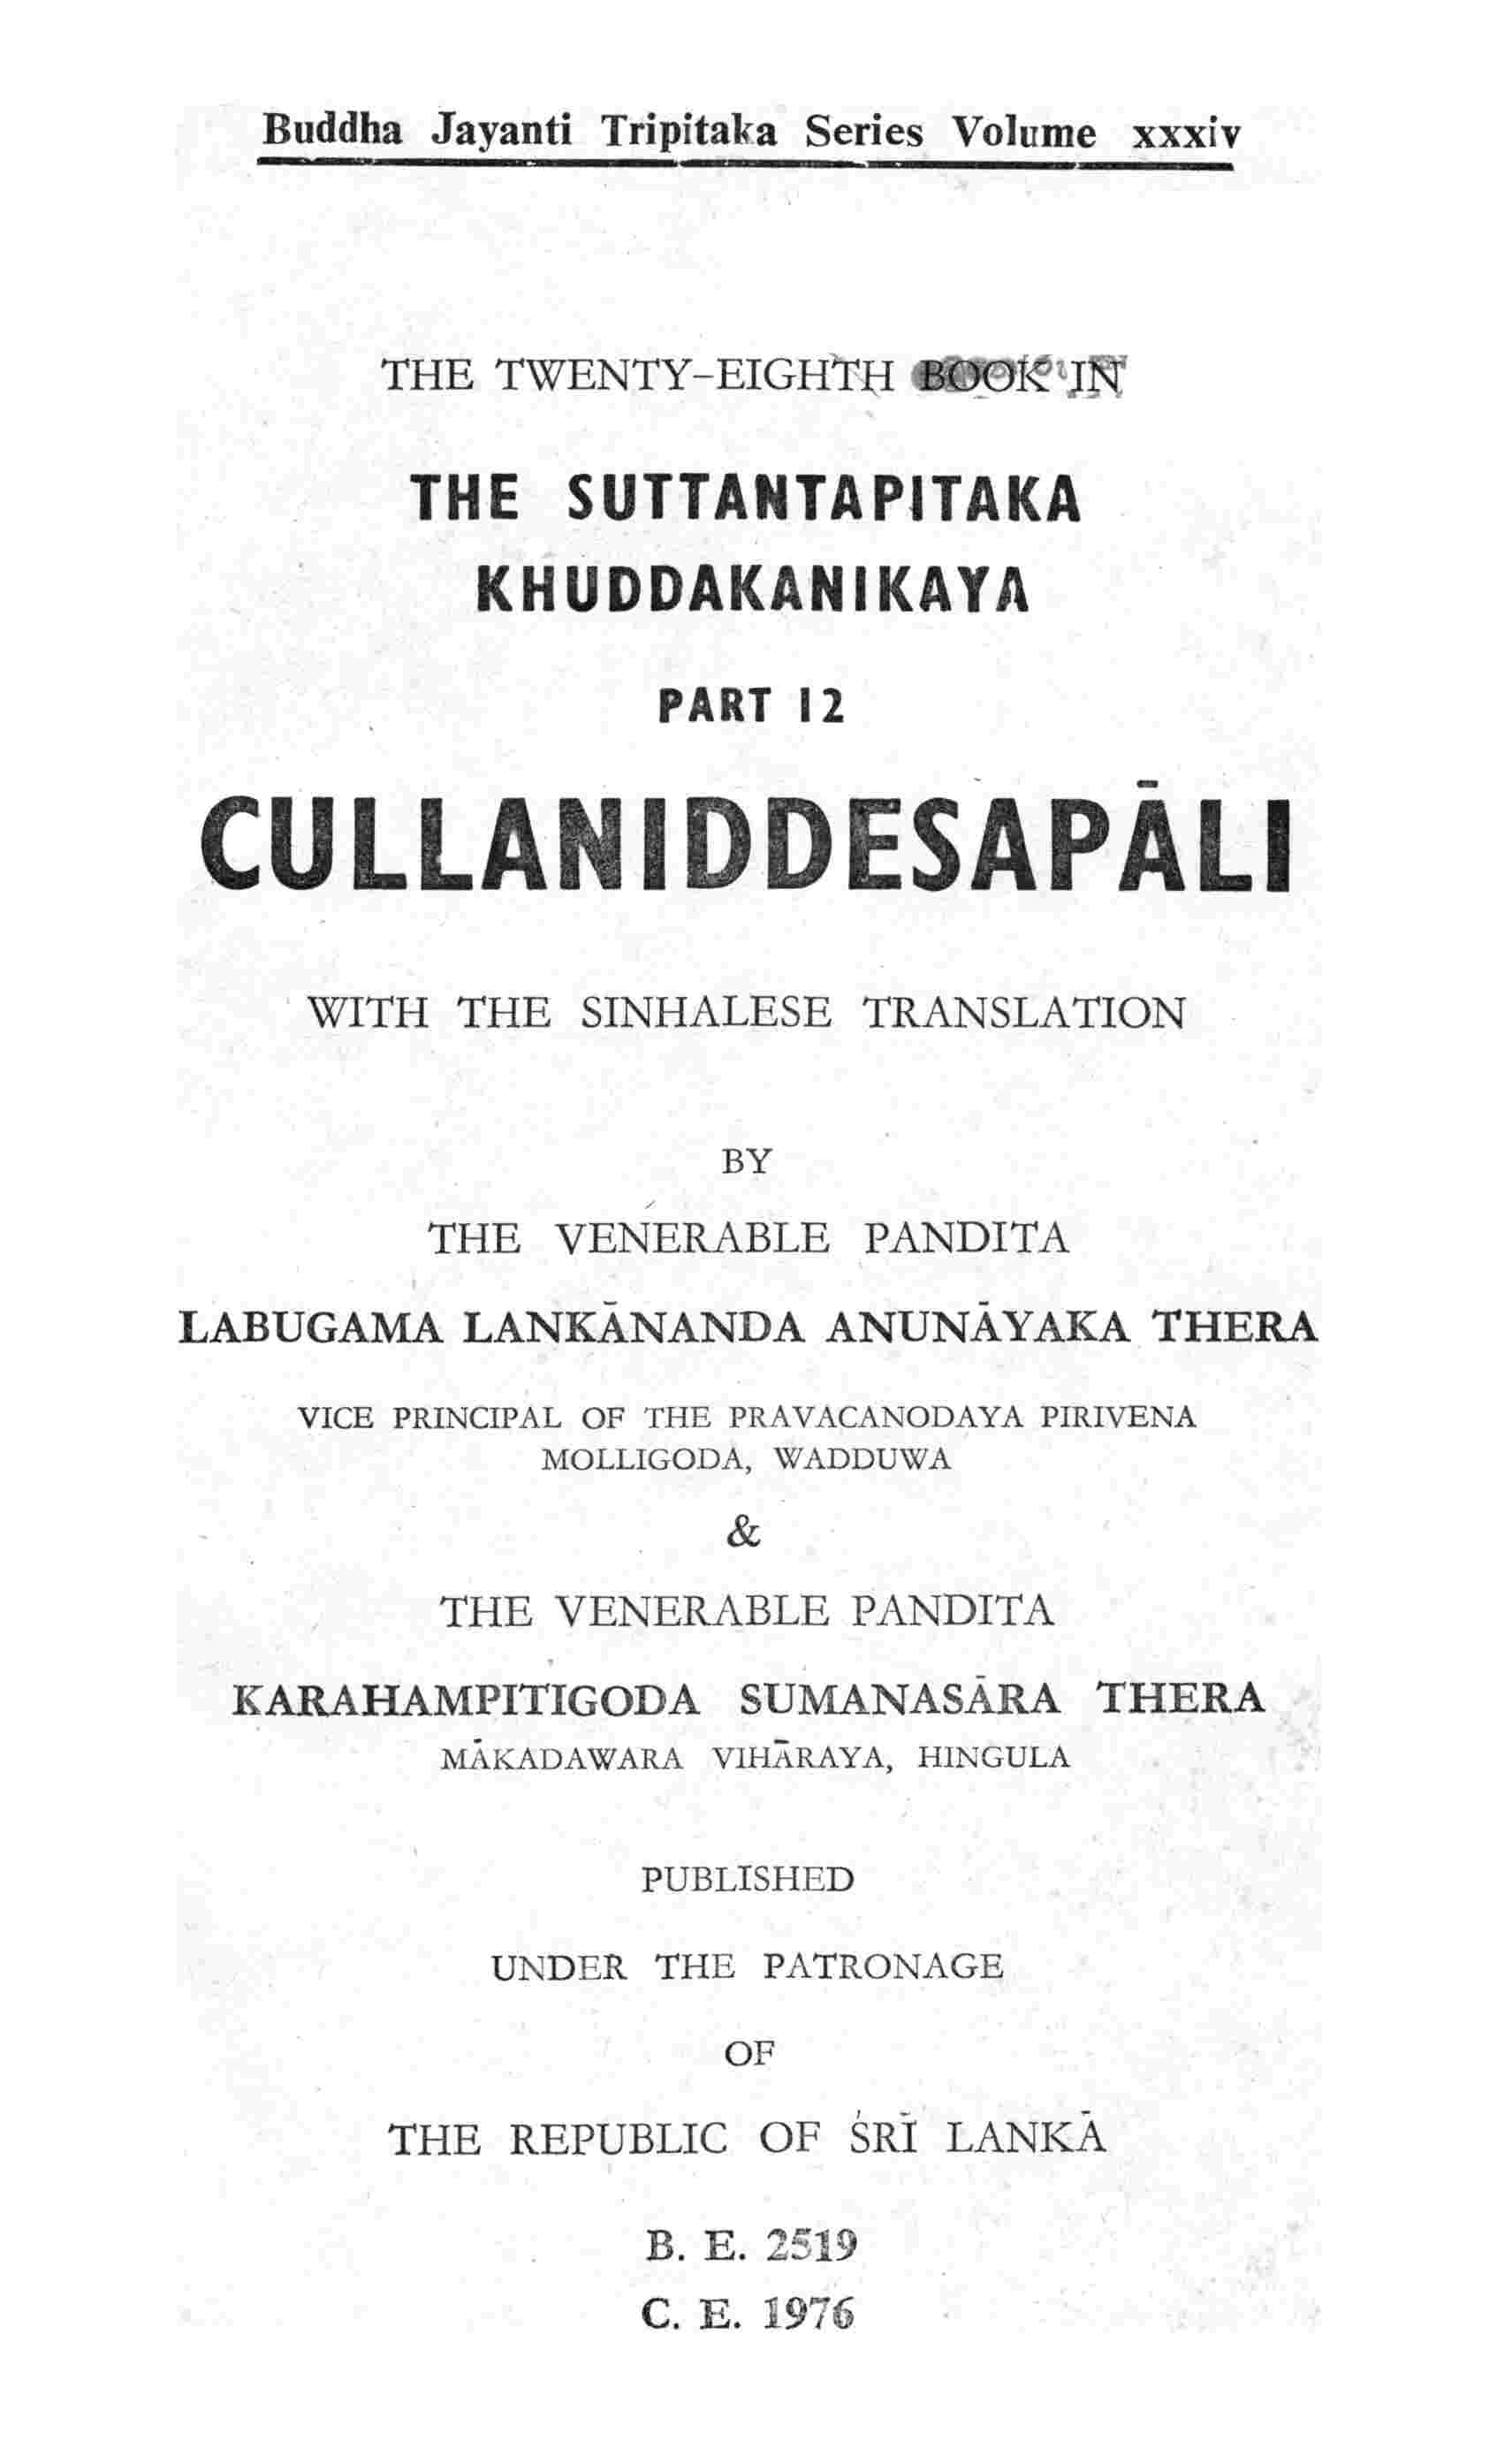 Buddha Jayanti Tripitaka Series Volume xxxiv
THE TWENTY-EIGHTH BOOK IN
THE SUTTANTAPITAKA
KHUDDAKANIKAYA
PART 12
CULLANIDDESAPĀLI
WITH THE SINHALESE TRANSLATION
BY
THE VENERABLE PANDITA
LABUGAMA LANKĀNANDA ANUNĀYAKA THERA
VICE PRINCIPAL OF THE PRAVACANODAYA PIRIVENA
MOLLIGODA, WADDUWA
&
THE VENERABLE PANDITA
KARAHAMPITIGODA SUMANASĀRA THERA
MĀKADAWARA VIHĀRAYA, HINGULA
PUBLISHED
UNDER THE PATRONAGE
OF
THE REPUBLIC OF ŚRĪ LANKĀ
B. E. 2519
C. E. 1976